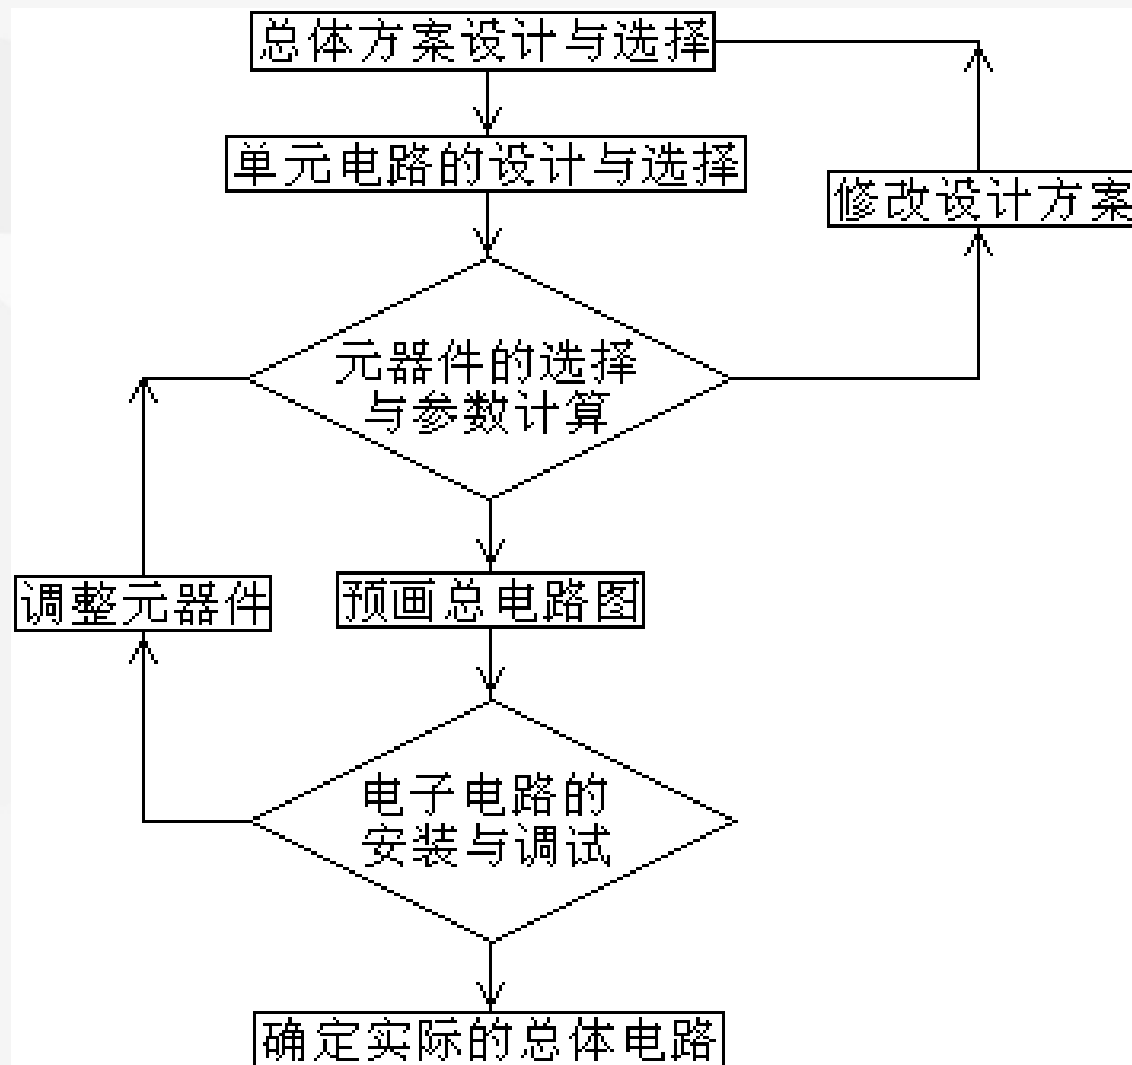 总体方案设计与选择
单元电路的设计与选择
修改设计方案
元器件的选择
与参数计算
调整元器件
预画总电路图
电子电路的
安装与调试
确定实际的总体电路